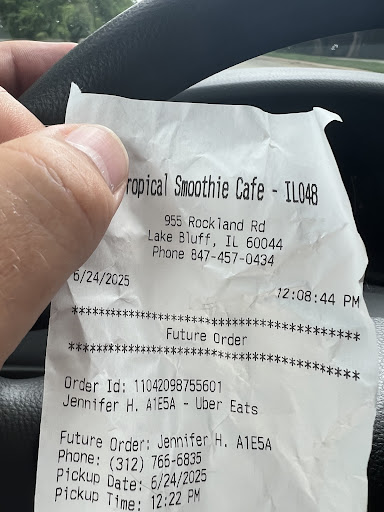 ropical Smoothie Cafe - IL048
955 Rockland Rd
Lake Bluff, IL 60044
Phone 847-457-0434
6/24/2025 12:08:44 PM
****************************************
Future Order
****************************************
Order Id: 11042098755601
Jennifer H. A1E5A - Uber Eats
Future Order: Jennifer H. A1E5A
Phone: (312) 766-6835
Pickup Date: 6/24/2025
Pickup Time: 12:22 PM